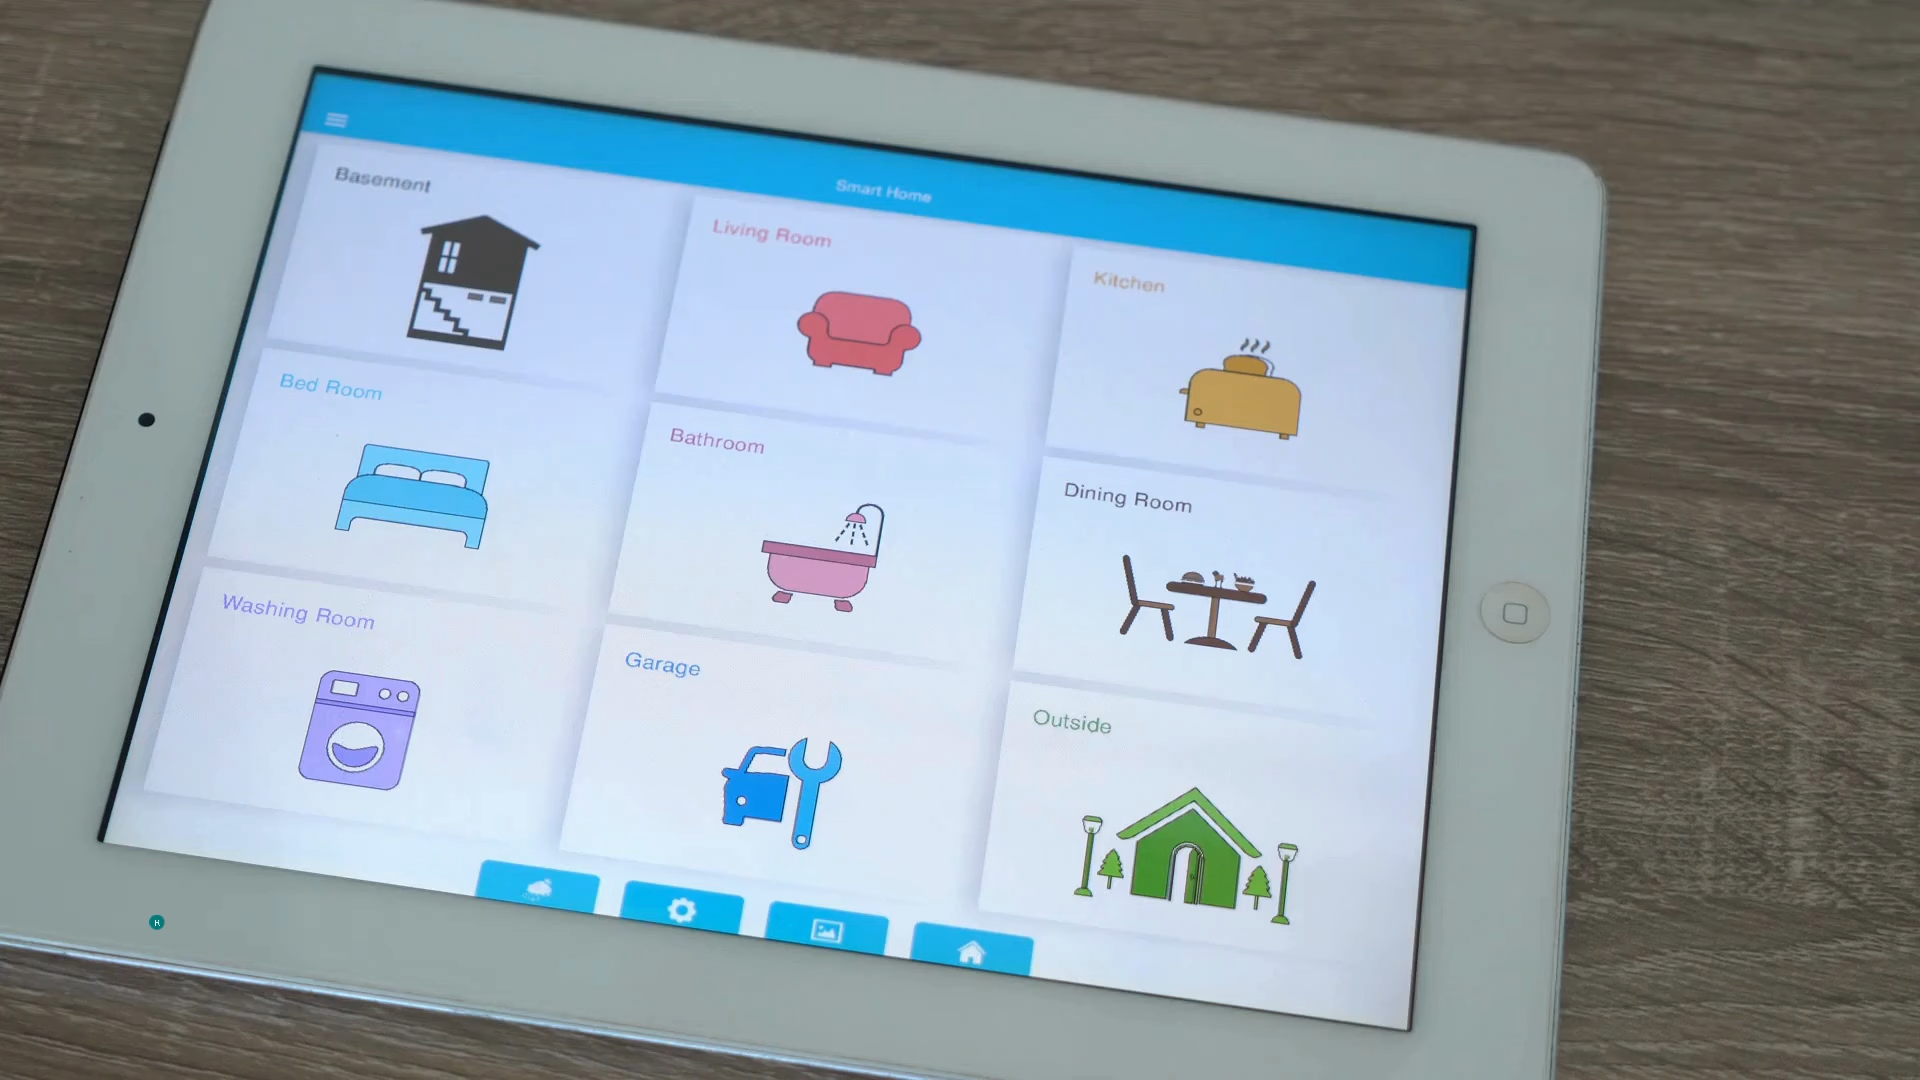 Smart Home
Basement
Living Room
Kitchen
Bed Room
Bathroom
Dining Room
Washing Room
Garage
Outside
H